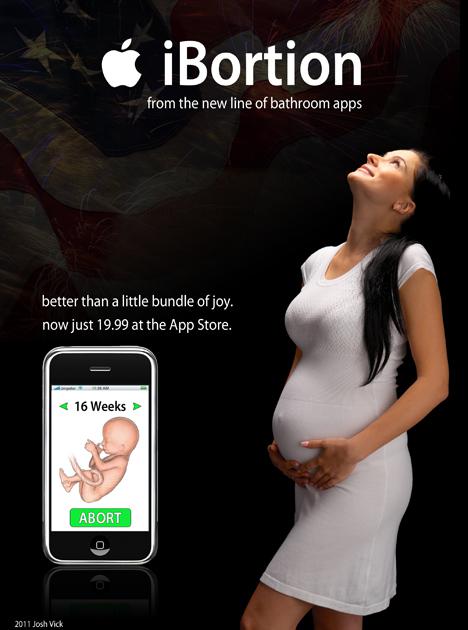 iBortion
from the new line of bathroom apps
better than a little bundle of joy.
now just 19.99 at the App Store.
16 Weeks
ABORT
2011 Josh Vick